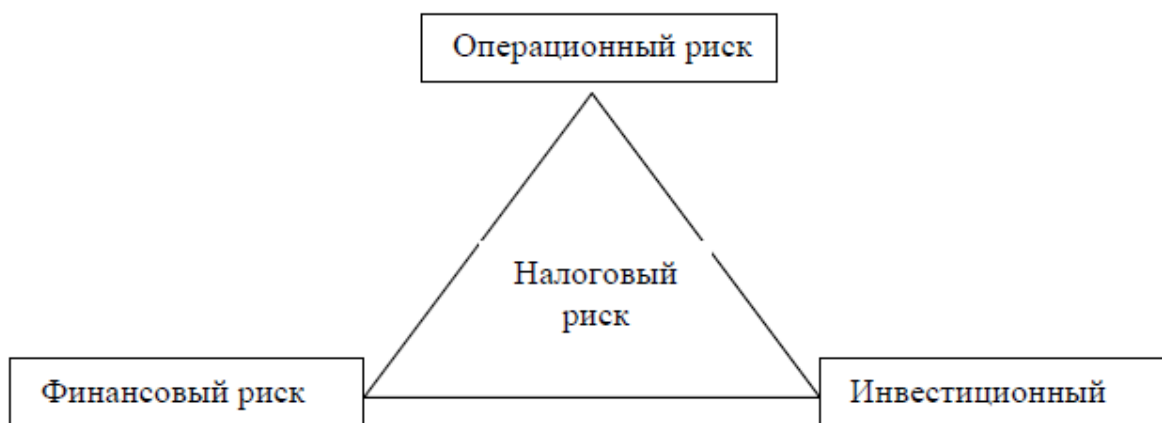 Операционный риск
Налоговый
риск
Финансовый риск
Инвестиционный